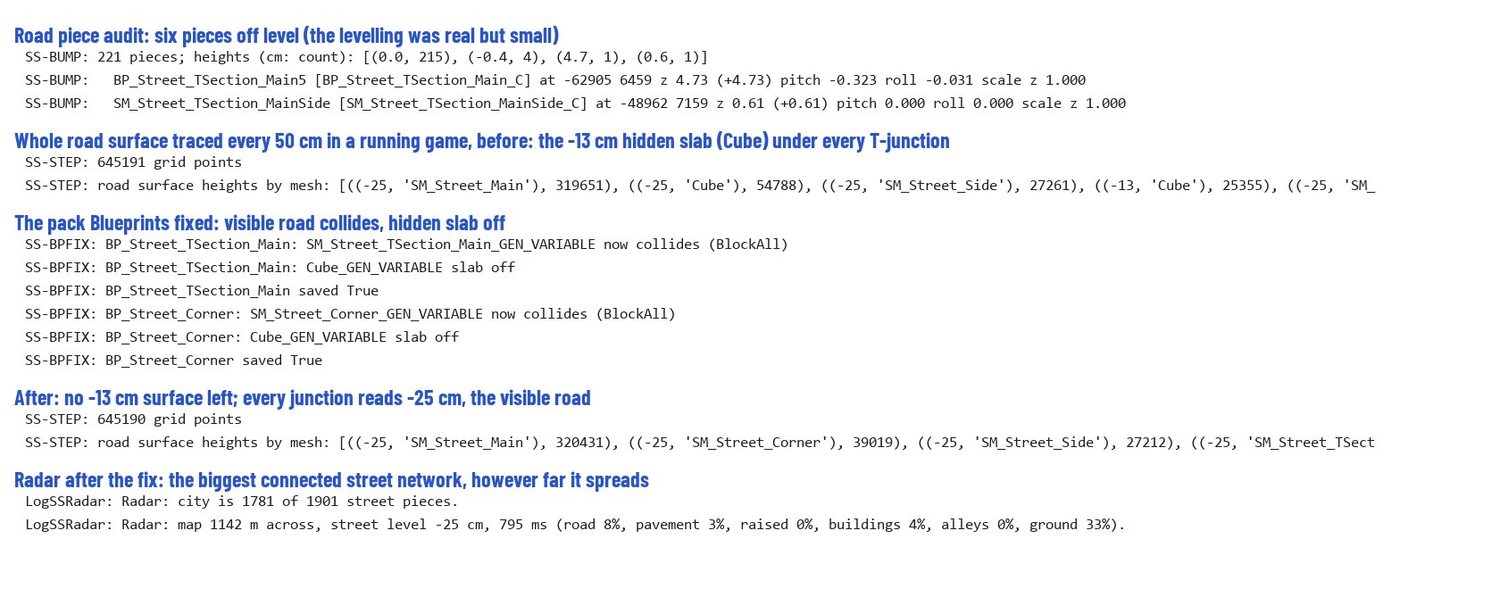 Road piece audit: six pieces off level (the levelling was real but small)
SS-BUMP: 221 pieces; heights (cm: count): [(0.0, 215), (-0.4, 4), (4.7, 1), (0.6, 1)]
SS-BUMP:   BP_Street_TSection_Main5 [BP_Street_TSection_Main_C] at -62905 6459 z 4.73 (+4.73) pitch -0.323 roll -0.031 scale z 1.000
SS-BUMP:   SM_Street_TSection_MainSide [SM_Street_TSection_MainSide_C] at -48962 7159 z 0.61 (+0.61) pitch 0.000 roll 0.000 scale z 1.000
Whole road surface traced every 50 cm in a running game, before: the -13 cm hidden slab (Cube) under every T-junction
SS-STEP: 645191 grid points
SS-STEP: road surface heights by mesh: [((-25, 'SM_Street_Main'), 319651), ((-25, 'Cube'), 54788), ((-25, 'SM_Street_Side'), 27261), ((-13, 'Cube'), 25355), ((-25, 'SM_
The pack Blueprints fixed: visible road collides, hidden slab off
SS-BPFIX: BP_Street_TSection_Main: SM_Street_TSection_Main_GEN_VARIABLE now collides (BlockAll)
SS-BPFIX: BP_Street_TSection_Main: Cube_GEN_VARIABLE slab off
SS-BPFIX: BP_Street_TSection_Main saved True
SS-BPFIX: BP_Street_Corner: SM_Street_Corner_GEN_VARIABLE now collides (BlockAll)
SS-BPFIX: BP_Street_Corner: Cube_GEN_VARIABLE slab off
SS-BPFIX: BP_Street_Corner saved True
After: no -13 cm surface left; every junction reads -25 cm, the visible road
SS-STEP: 645190 grid points
SS-STEP: road surface heights by mesh: [((-25, 'SM_Street_Main'), 320431), ((-25, 'SM_Street_Corner'), 39019), ((-25, 'SM_Street_Side'), 27212), ((-25, 'SM_Street_TSect
Radar after the fix: the biggest connected street network, however far it spreads
LogSSRadar: Radar: city is 1781 of 1901 street pieces.
LogSSRadar: Radar: map 1142 m across, street level -25 cm, 795 ms (road 8%, pavement 3%, raised 0%, buildings 4%, alleys 0%, ground 33%).